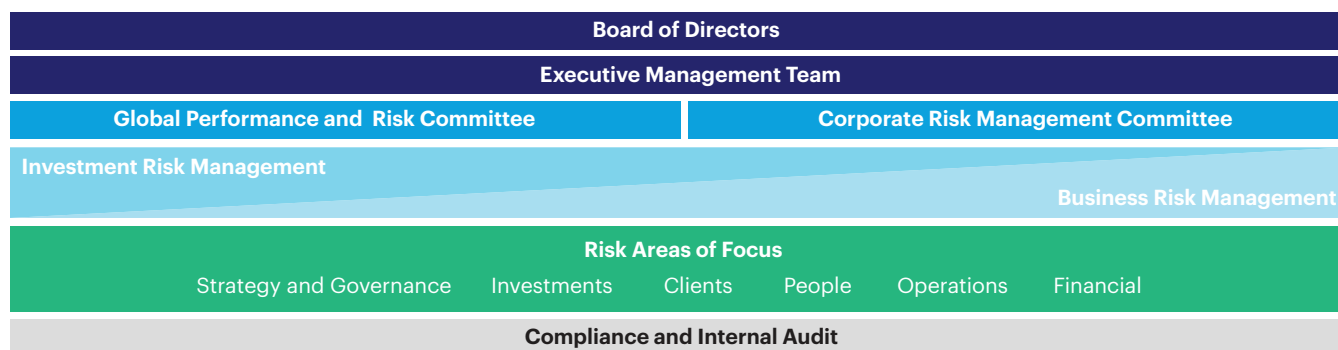 Board of Directors
Executive Management Team
Global Performance and Risk Committee
Corporate Risk Management Committee
Investment Risk Management
Business Risk Management
Risk Areas of Focus
Strategy and Governance Investments Clients People Operations Financial
Compliance and Internal Audit